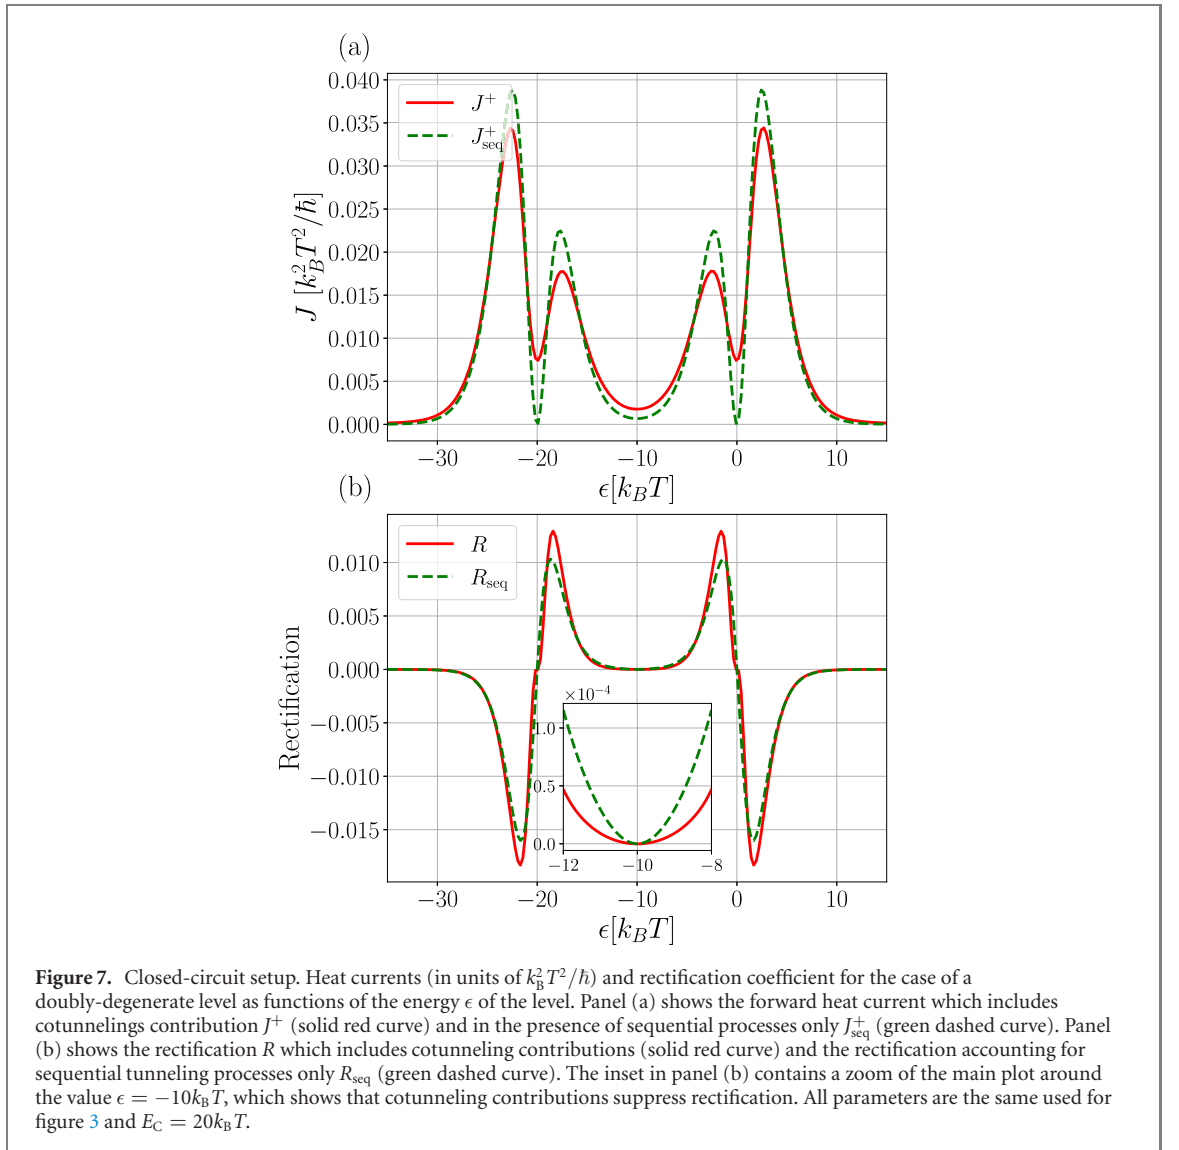 (a)
0.040
0.035
0.030
0.025
0.020
0.015
0.010
0.005
0.000
J [k_B^2 T^2/ħ]
J^+
J_seq^+
−30 −20 −10 0 10
ϵ[k_B T]
(b)
0.010
0.005
0.000
−0.005
−0.010
−0.015
Rectification
R
R_seq
×10^−4
1.0
0.5
0.0
−12 −10 −8
−30 −20 −10 0 10
ϵ[k_B T]
Figure 7. Closed-circuit setup. Heat currents (in units of k_B^2 T^2/ħ) and rectification coefficient for the case of a
doubly-degenerate level as functions of the energy ϵ of the level. Panel (a) shows the forward heat current which includes
cotunnelings contribution J^+ (solid red curve) and in the presence of sequential processes only J_seq^+ (green dashed curve). Panel
(b) shows the rectification R which includes cotunneling contributions (solid red curve) and the rectification accounting for
sequential tunneling processes only R_seq (green dashed curve). The inset in panel (b) contains a zoom of the main plot around
the value ϵ = −10k_B T, which shows that cotunneling contributions suppress rectification. All parameters are the same used for
figure 3 and E_C = 20k_B T.